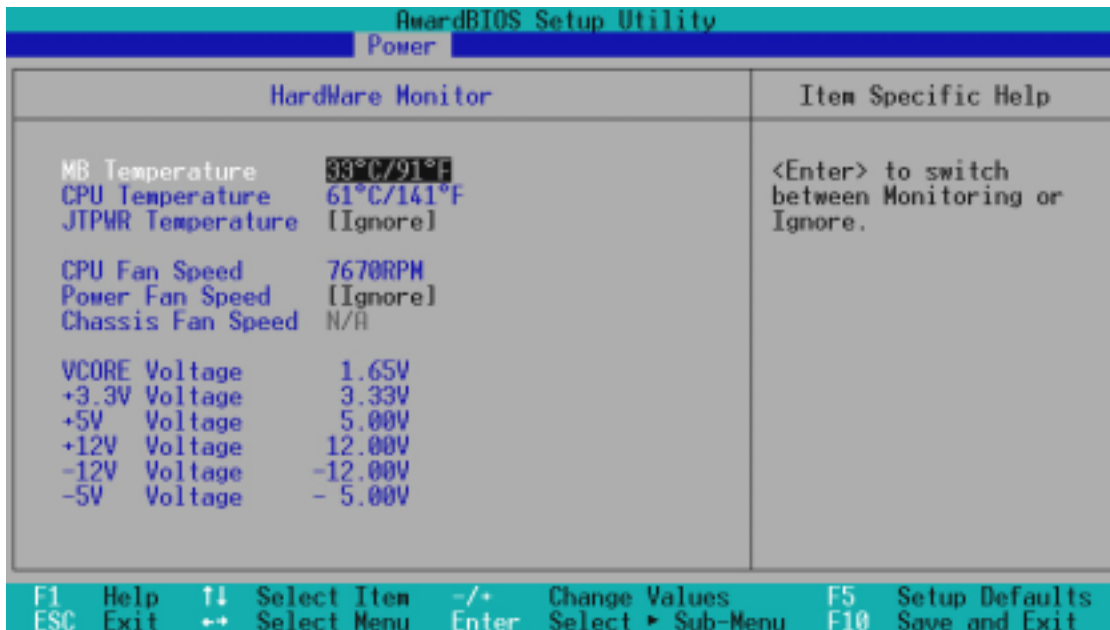 AwardBIOS Setup Utility
Power
HardWare Monitor
Item Specific Help
MB Temperature 33°C/91°F
CPU Temperature 61°C/141°F
JTPWR Temperature [Ignore]
CPU Fan Speed 7670RPM
Power Fan Speed [Ignore]
Chassis Fan Speed N/A
VCORE Voltage 1.65V
+3.3V Voltage 3.33V
+5V Voltage 5.00V
+12V Voltage 12.00V
-12V Voltage -12.00V
-5V Voltage - 5.00V
<Enter> to switch
between Monitoring or
Ignore.
F1 Help ↑↓ Select Item -/+ Change Values F5 Setup Defaults
ESC Exit ←→ Select Menu Enter Select ► Sub-Menu F10 Save and Exit